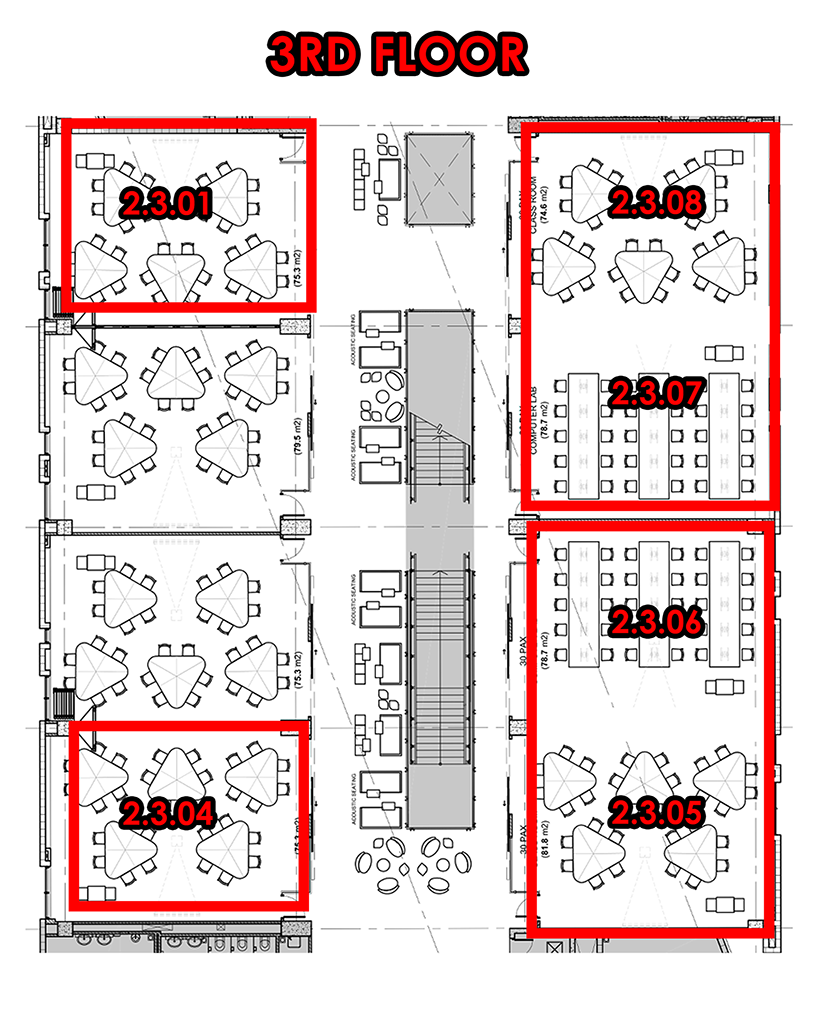 3RD FLOOR
2.3.01
(75.3 m2)
2.3.08
CLASS ROOM
(74.6 m2)
ACOUSTIC SEATING
(79.5 m2)
ACOUSTIC SEATING
2.3.07
COMPUTER LAB
(78.7 m2)
ACOUSTIC SEATING
(75.3 m2)
2.3.06
30 PAX
(78.7 m2)
2.3.04
(75.3 m2)
ACOUSTIC SEATING
2.3.05
30 PAX
(81.8 m2)